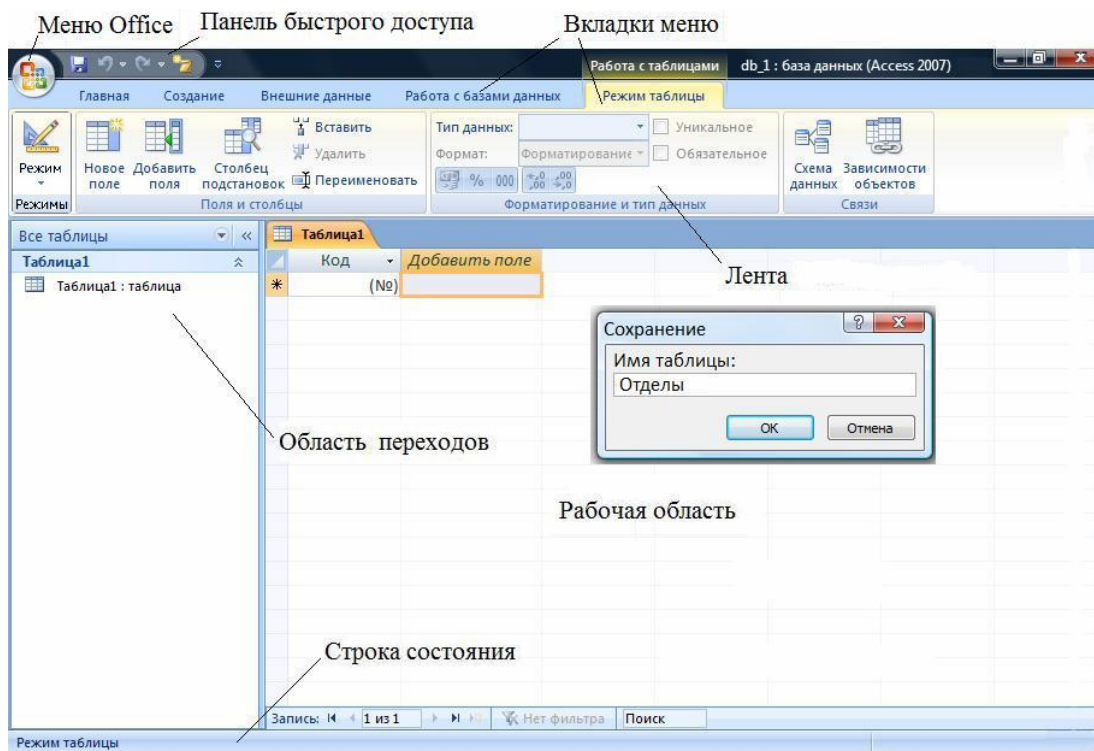 Меню Office Панель быстрого доступа Вкладки меню
Работа с таблицами db_1 : база данных (Access 2007)
Главная Создание Внешние данные Работа с базами данных Режим таблицы
Режим
Новое поле
Добавить поля
Столбец подстановок
Вставить
Удалить
Переименовать
Тип данных: Уникальное
Формат: Форматирование Обязательное
% 000
Схема данных
Зависимости объектов
Режимы Поля и столбцы Форматирование и тип данных Связи
Все таблицы
Таблица1
Таблица1 : таблица
Таблица1
Код Добавить поле
(№)
Лента
Сохранение
Имя таблицы:
Отделы
ОК Отмена
Область переходов
Рабочая область
Строка состояния
Запись: 1 из 1 Нет фильтра Поиск
Режим таблицы